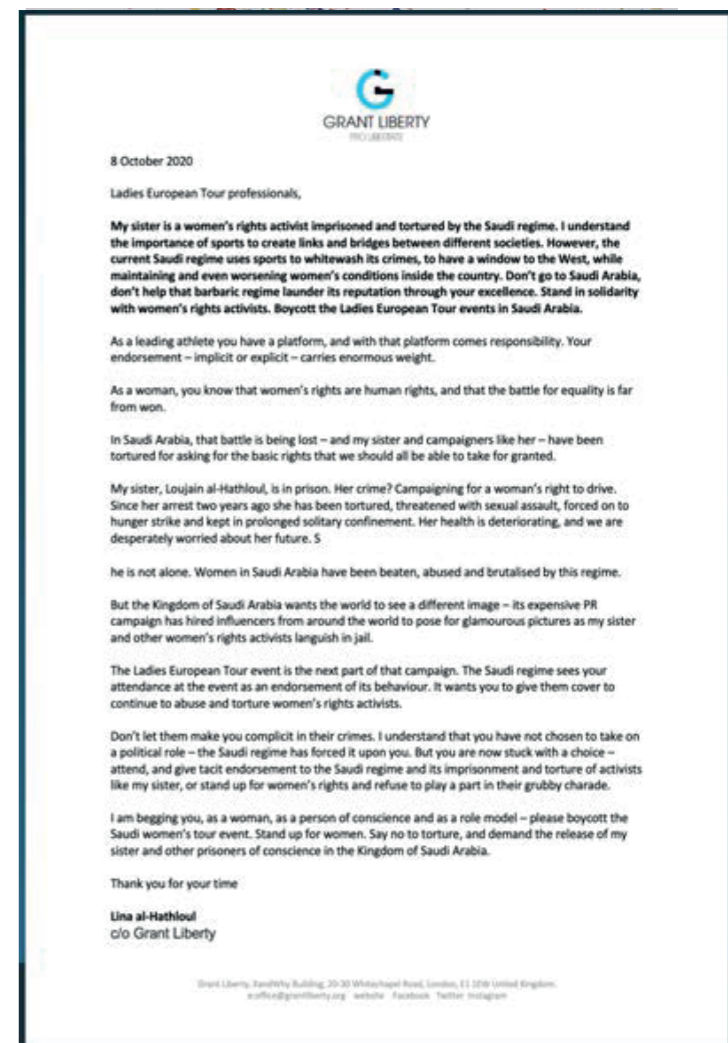 GRANT LIBERTY
PRO LIBERTATE
8 October 2020
Ladies European Tour professionals,
My sister is a women's rights activist imprisoned and tortured by the Saudi regime. I understand
the importance of sports to create links and bridges between different societies. However, the
current Saudi regime uses sports to whitewash its crimes, to have a window to the West, while
maintaining and even worsening women's conditions inside the country. Don't go to Saudi Arabia,
don't help that barbaric regime launder its reputation through your excellence. Stand in solidarity
with women's rights activists. Boycott the Ladies European Tour events in Saudi Arabia.
As a leading athlete you have a platform, and with that platform comes responsibility. Your
endorsement – implicit or explicit – carries enormous weight.
As a woman, you know that women's rights are human rights, and that the battle for equality is far
from won.
In Saudi Arabia, that battle is being lost – and my sister and campaigners like her – have been
tortured for asking for the basic rights that we should all be able to take for granted.
My sister, Loujain al-Hathloul, is in prison. Her crime? Campaigning for a woman's right to drive.
Since her arrest two years ago she has been tortured, threatened with sexual assault, forced on to
hunger strike and kept in prolonged solitary confinement. Her health is deteriorating, and we are
desperately worried about her future. S
he is not alone. Women in Saudi Arabia have been beaten, abused and brutalised by this regime.
But the Kingdom of Saudi Arabia wants the world to see a different image – its expensive PR
campaign has hired influencers from around the world to pose for glamourous pictures as my sister
and other women's rights activists languish in jail.
The Ladies European Tour event is the next part of that campaign. The Saudi regime sees your
attendance at the event as an endorsement of its behaviour. It wants you to give them cover to
continue to abuse and torture women's rights activists.
Don't let them make you complicit in their crimes. I understand that you have not chosen to take on
a political role – the Saudi regime has forced it upon you. But you are now stuck with a choice –
attend, and give tacit endorsement to the Saudi regime and its imprisonment and torture of activists
like my sister, or stand up for women's rights and refuse to play a part in their grubby charade.
I am begging you, as a woman, as a person of conscience and as a role model – please boycott the
Saudi women's tour event. Stand up for women. Say no to torture, and demand the release of my
sister and other prisoners of conscience in the Kingdom of Saudi Arabia.
Thank you for your time
Lina al-Hathloul
c/o Grant Liberty
Grant Liberty, XandWhy Building, 20-30 Whitechapel Road, London, E1 United Kingdom.
office@grantliberty.org website Facebook Twitter Instagram